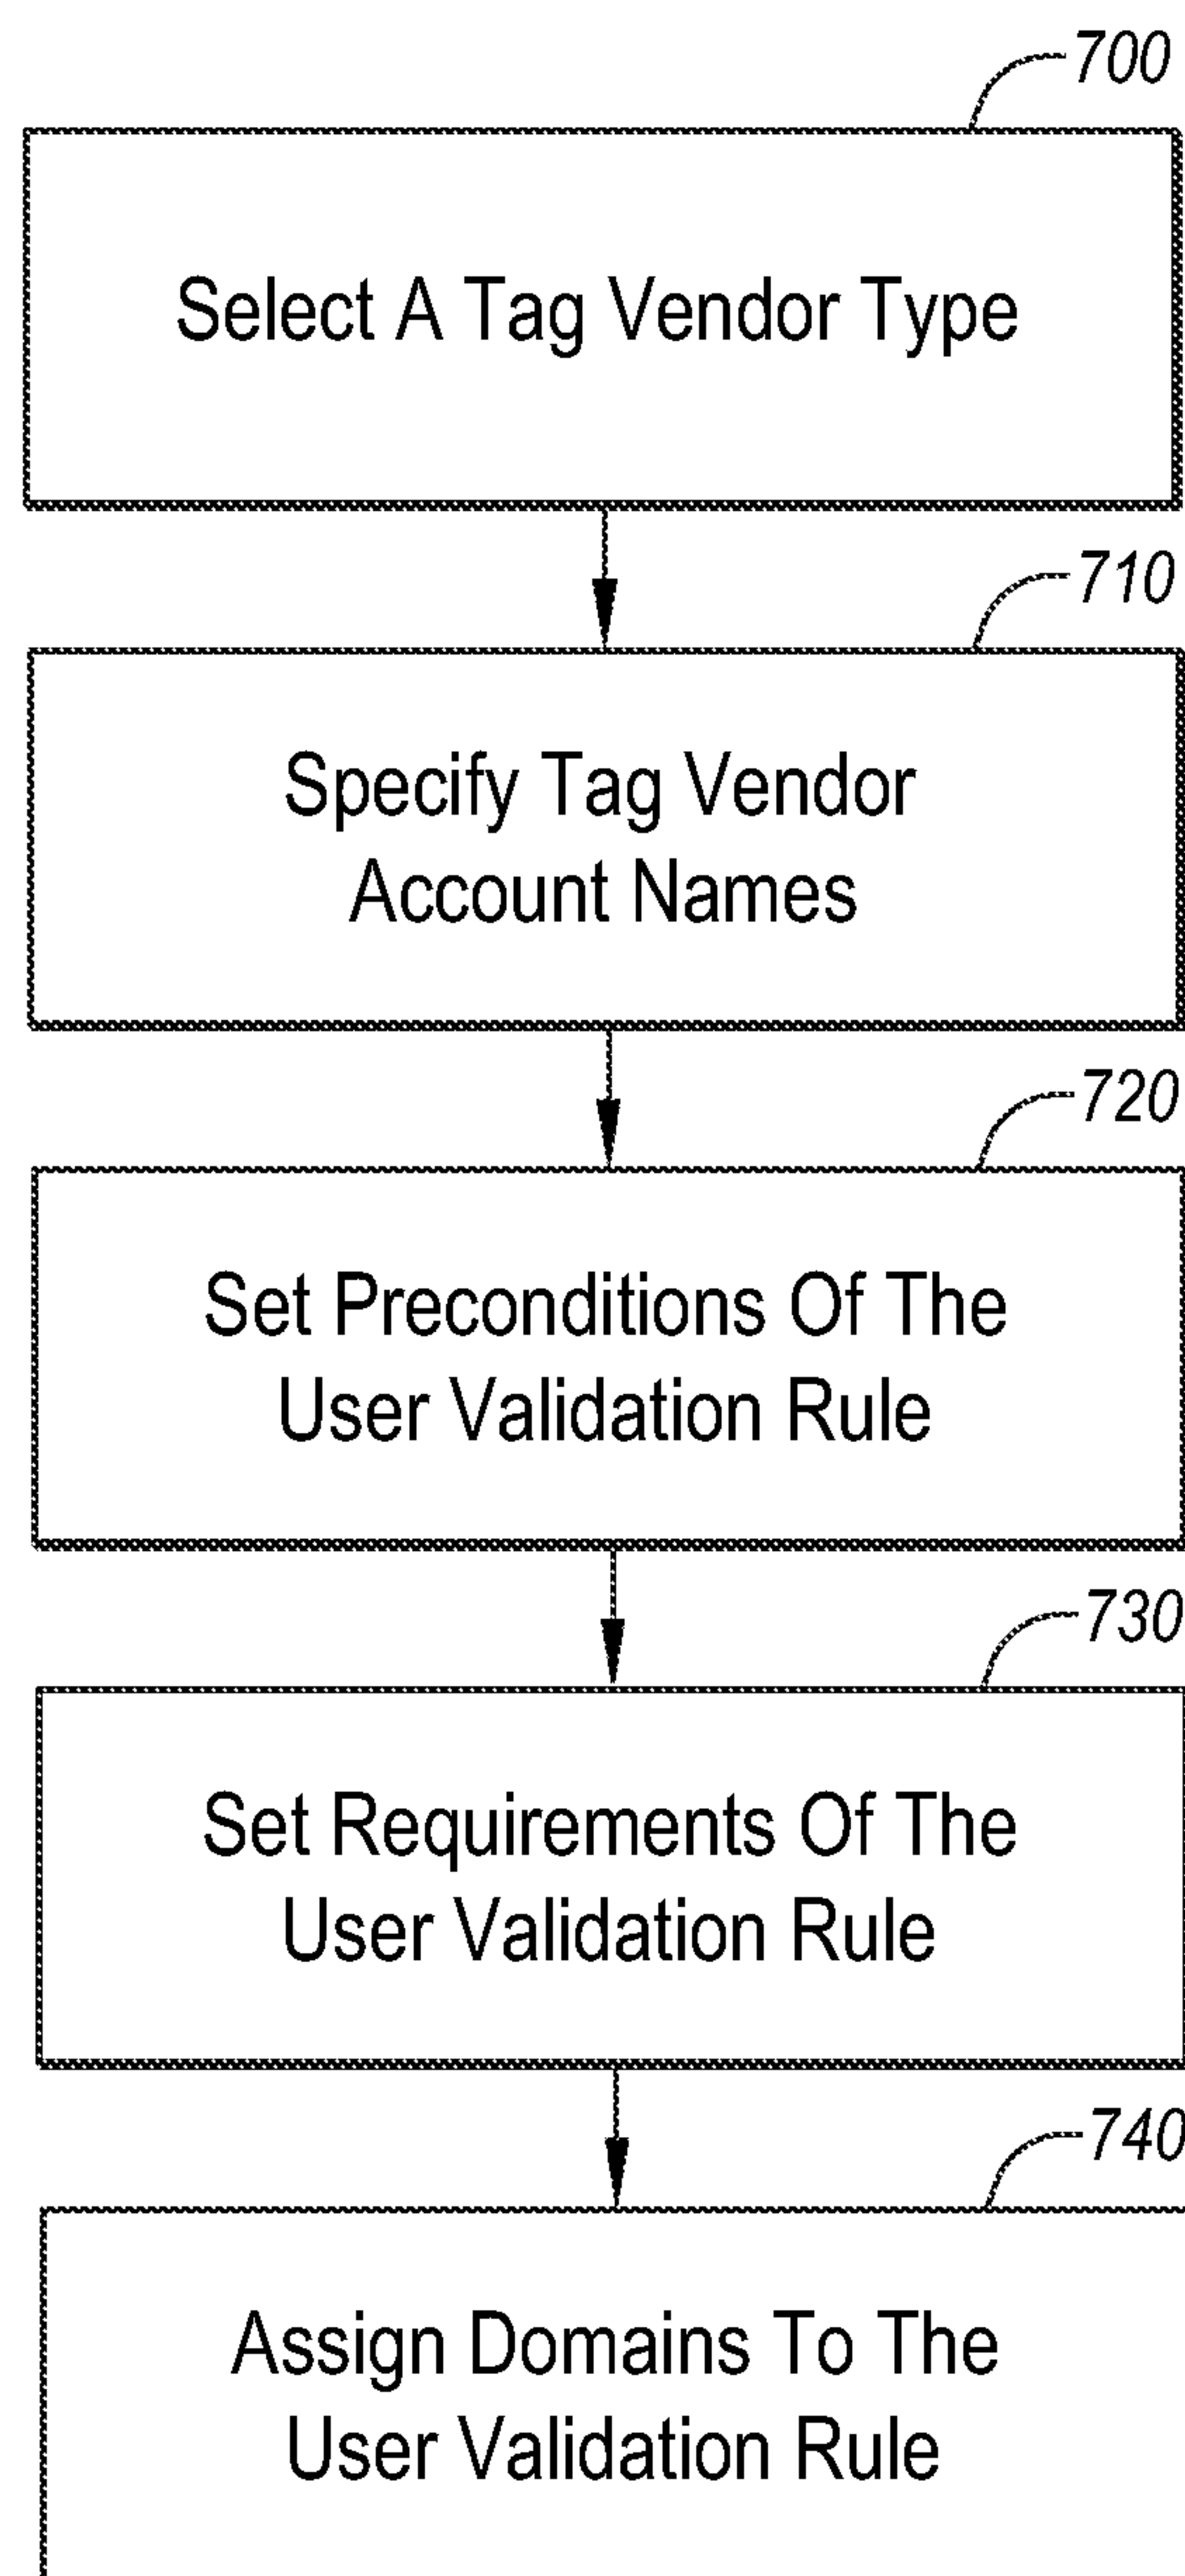 700
Select A Tag Vendor Type
710
Specify Tag Vendor
Account Names
720
Set Preconditions Of The
User Validation Rule
730
Set Requirements Of The
User Validation Rule
740
Assign Domains To The
User Validation Rule